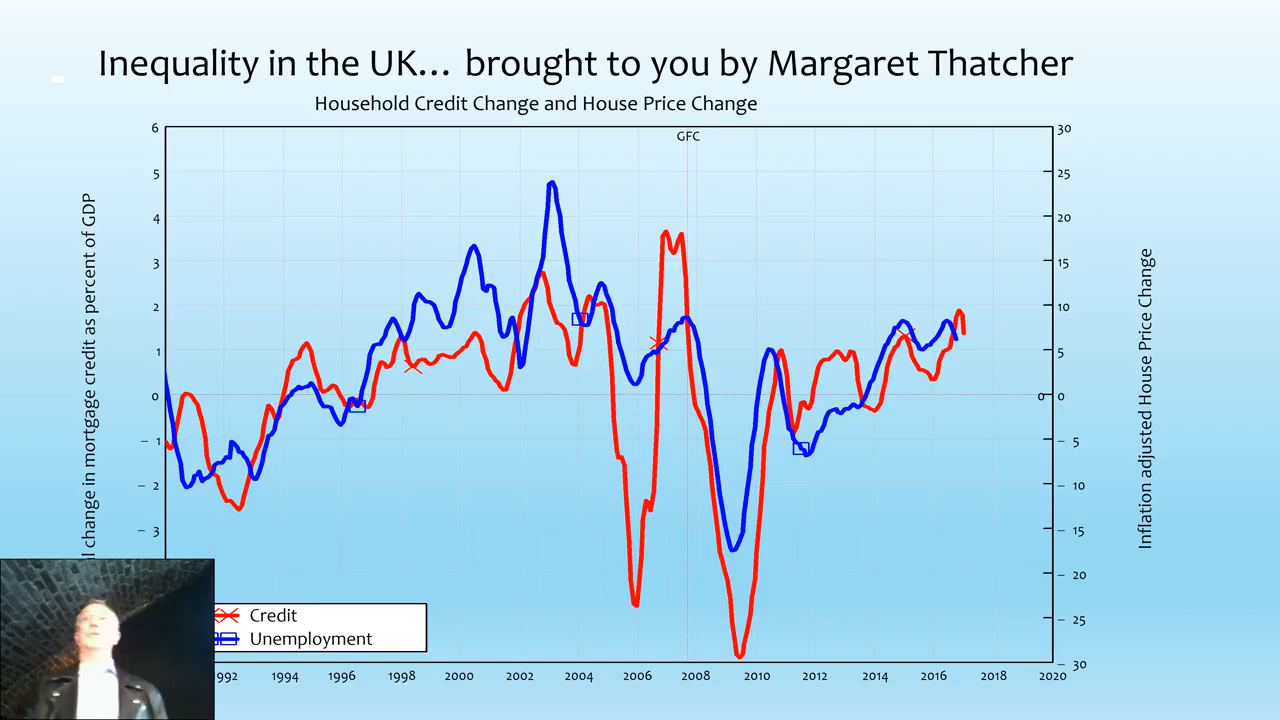 Inequality in the UK... brought to you by Margaret Thatcher
Household Credit Change and House Price Change
GFC
6
5
4
3
2
1
0
– 1
– 2
– 3
30
25
20
15
10
5
0 0
– 5
– 10
– 15
– 20
– 25
– 30
change in mortgage credit as percent of GDP
Inflation adjusted House Price Change
Credit
Unemployment
992 1994 1996 1998 2000 2002 2004 2006 2008 2010 2012 2014 2016 2018 2020